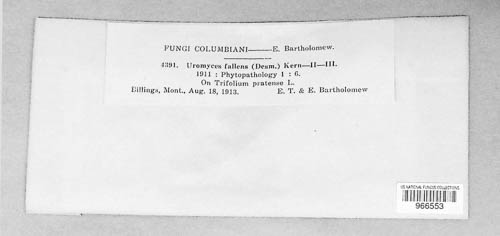 FUNGI COLUMBIANI——E. Bartholomew.
4391. Uromyces fallens (Desm.) Kern—II—III.
1911 : Phytopathology 1 : 6.
On Trifolium pratense L.
Billings, Mont., Aug. 18, 1913. E. T. & E. Bartholomew
US NATIONAL FUNGUS COLLECTIONS
966553